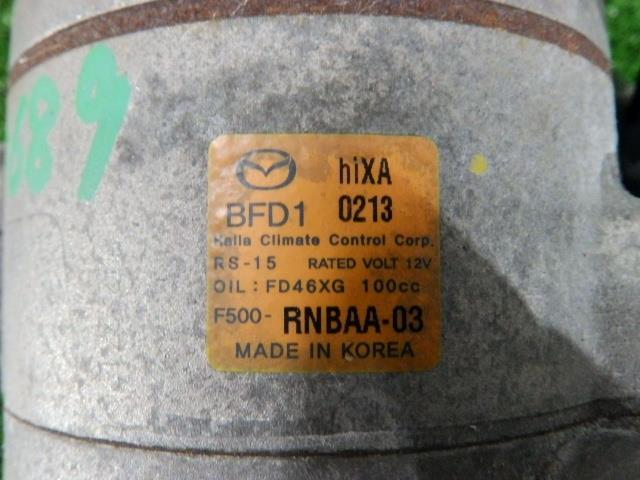 689
hiXA
BFD1 0213
Halla Climate Control Corp.
RS-15 RATED VOLT 12V
OIL : FD46XG 100cc
F500- RNBAA-03
MADE IN KOREA